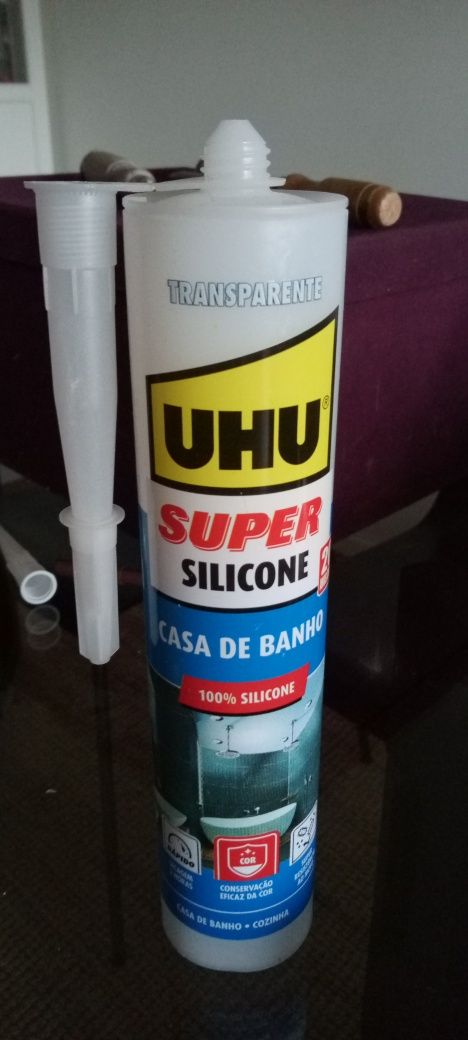 TRANSPARENTE
UHU®
SUPER
SILICONE
CASA DE BANHO
100% SILICONE
RÁPIDO
COR
CONSERVAÇÃO
EFICAZ DA COR
CASA DE BANHO • COZINHA